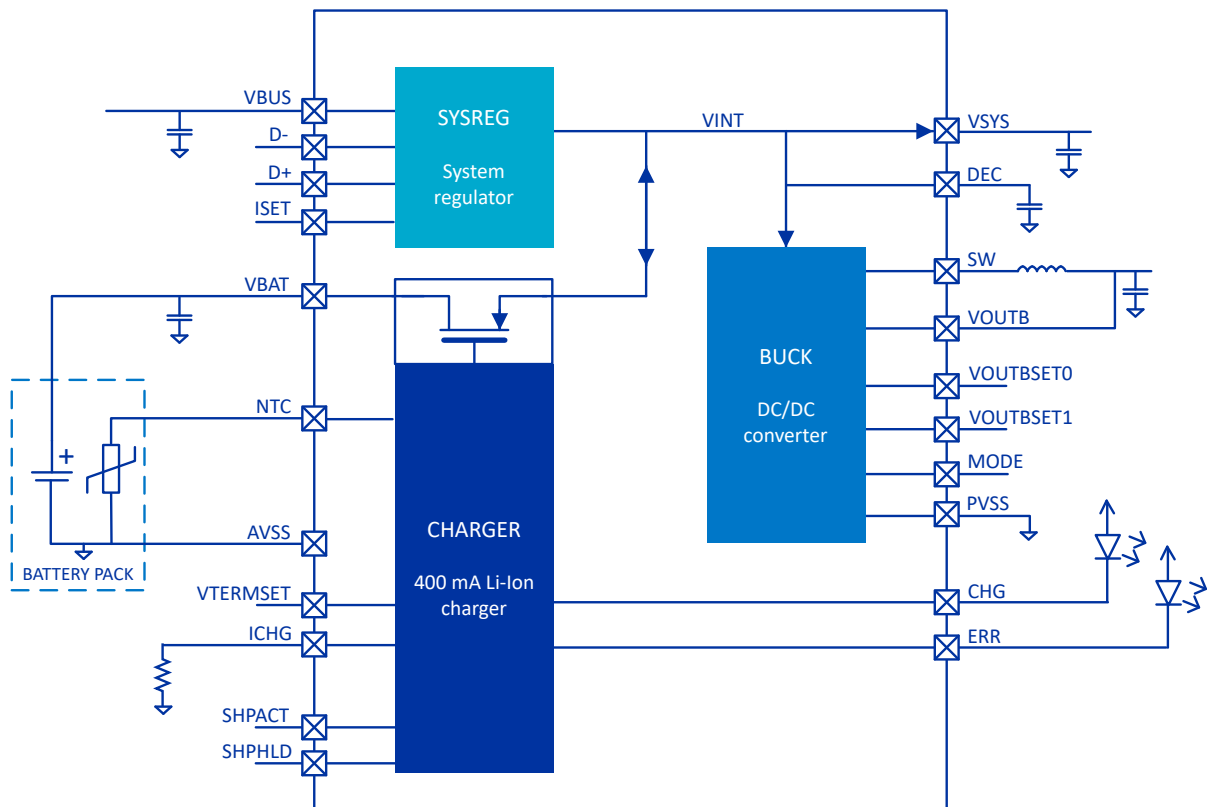 VBUS
D-
D+
ISET
VBAT
NTC
AVSS
VTERMSET
ICHG
SHPACT
SHPHLD
+
BATTERY PACK
SYSREG
System
regulator
CHARGER
400 mA Li-Ion
charger
VINT
BUCK
DC/DC
converter
VSYS
DEC
SW
VOUTB
VOUTBSET0
VOUTBSET1
MODE
PVSS
CHG
ERR